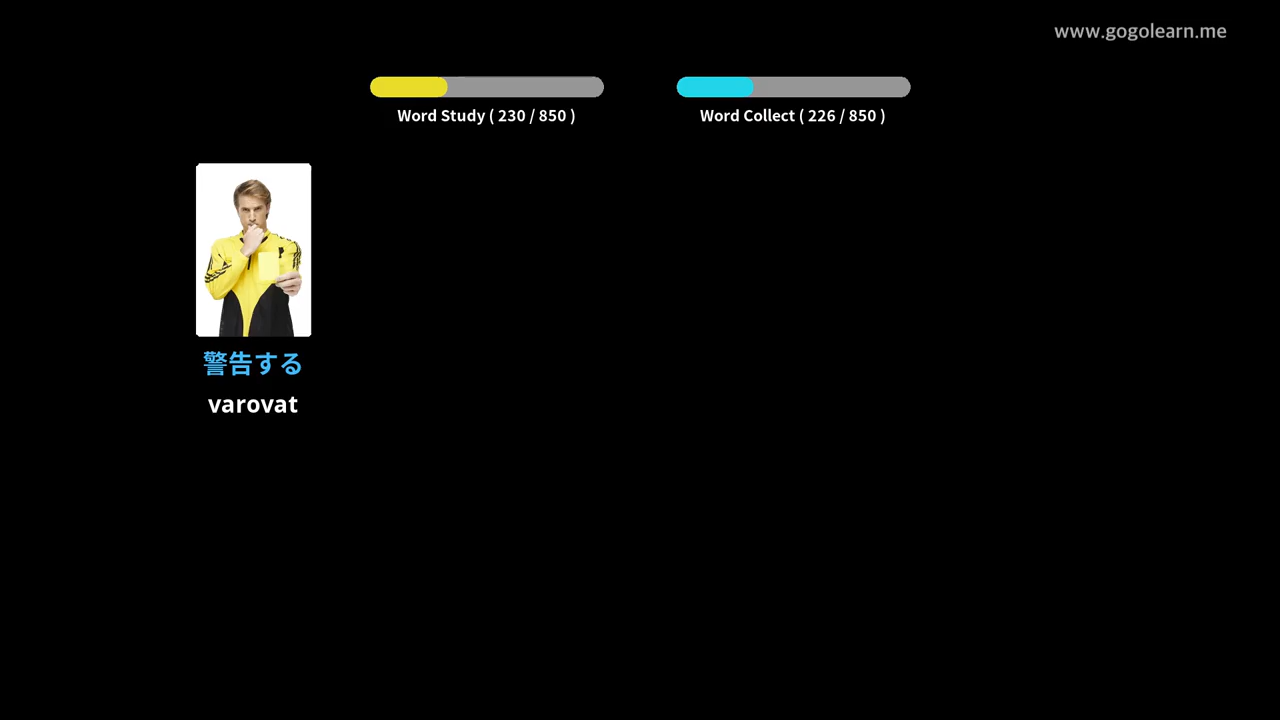 www.gogolearn.me
Word Study ( 230 / 850 )
Word Collect ( 226 / 850 )
警告する
varovat